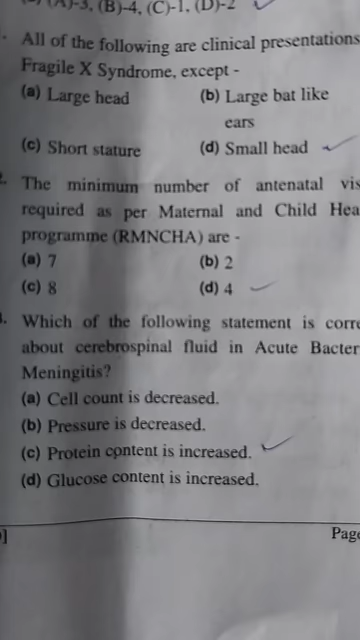 (A)-3, (B)-4, (C)-1, (D)-2
All of the following are clinical presentations
Fragile X Syndrome, except -
(a) Large head (b) Large bat like
ears
(c) Short stature (d) Small head
The minimum number of antenatal vis
required as per Maternal and Child Hea
programme (RMNCHA) are -
(a) 7 (b) 2
(c) 8 (d) 4
Which of the following statement is corre
about cerebrospinal fluid in Acute Bacter
Meningitis?
(a) Cell count is decreased.
(b) Pressure is decreased.
(c) Protein content is increased.
(d) Glucose content is increased.
] Page